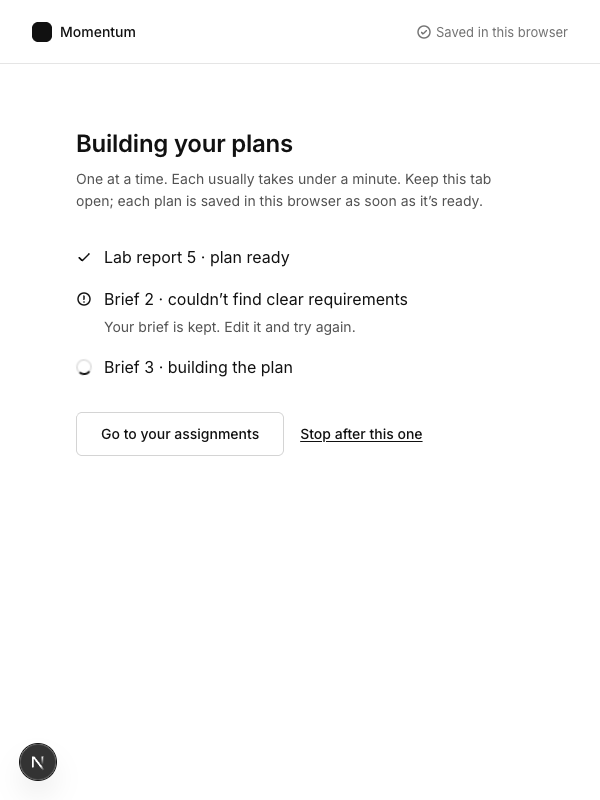 Momentum
Saved in this browser
Building your plans
One at a time. Each usually takes under a minute. Keep this tab
open; each plan is saved in this browser as soon as it’s ready.
Lab report 5 · plan ready
Brief 2 · couldn’t find clear requirements
Your brief is kept. Edit it and try again.
Brief 3 · building the plan
Go to your assignments
Stop after this one
N